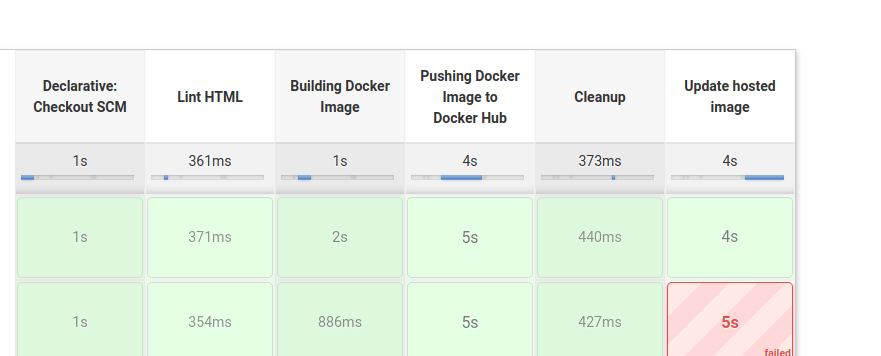 Declarative: Checkout SCM
Lint HTML
Building Docker Image
Pushing Docker Image to Docker Hub
Cleanup
Update hosted image
1s 361ms 1s 4s 373ms 4s
1s 371ms 2s 5s 440ms 4s
1s 354ms 886ms 5s 427ms 5s
failed